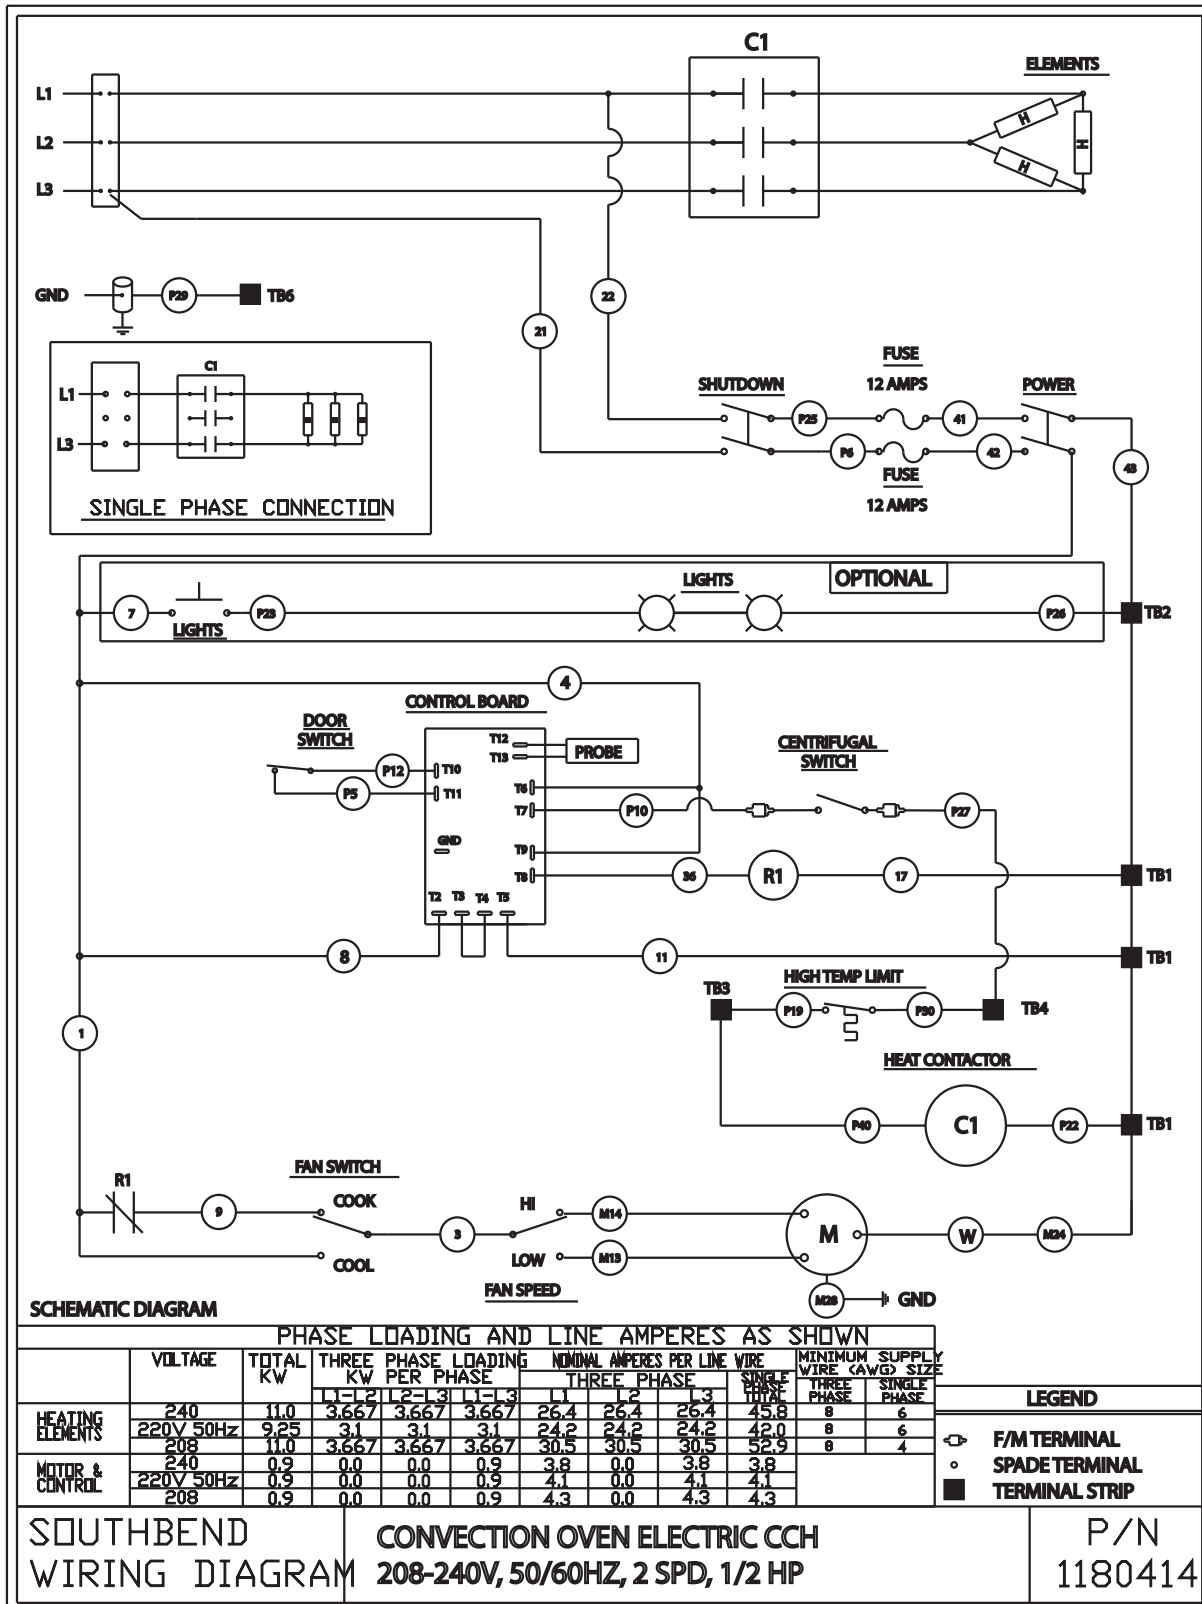 C1
ELEMENTS
L1
H
L2
H
H
L3
GND
P29
TB6
22
21
C1
L1
L3
SINGLE PHASE CONNECTION
FUSE
SHUTDOWN
12 AMPS
POWER
P25
41
P6
42
43
FUSE
12 AMPS
LIGHTS
OPTIONAL
7
P23
P26
TB2
LIGHTS
4
CONTROL BOARD
DOOR
SWITCH
CENTRIFUGAL
SWITCH
T12
T13
PROBE
P12
T10
P5
T11
T6
T7
P10
P27
GND
T9
T8
36
R1
17
TB1
T2
T3
T4
T5
8
11
TB1
HIGH TEMP LIMIT
TB3
P19
P30
TB4
1
HEAT CONTACTOR
P40
C1
P22
TB1
FAN SWITCH
R1
COOK
HI
9
M14
3
M
W
M24
COOL
LOW
M13
FAN SPEED
M28
GND
SCHEMATIC DIAGRAM
PHASE LOADING AND LINE AMPERES AS SHOWN
VOLTAGE
TOTAL
KW
THREE PHASE LOADING
KW PER PHASE
NOMINAL AMPERES PER LINE WIRE
MINIMUM SUPPLY
WIRE (AWG) SIZE
THREE PHASE
SINGLE
PHASE
TOTAL
THREE
PHASE
SINGLE
PHASE
L1-L2 L2-L3 L1-L3 L1 L2 L3
HEATING
ELEMENTS
240 11.0 3.667 3.667 3.667 26.4 26.4 26.4 45.8 8 6
220V 50Hz 9.25 3.1 3.1 3.1 24.2 24.2 24.2 42.0 8 6
208 11.0 3.667 3.667 3.667 30.5 30.5 30.5 52.9 8 4
MOTOR &
CONTROL
240 0.9 0.0 0.0 0.9 3.8 0.0 3.8 3.8
220V 50Hz 0.9 0.0 0.0 0.9 4.1 0.0 4.1 4.1
208 0.9 0.0 0.0 0.9 4.3 0.0 4.3 4.3
LEGEND
F/M TERMINAL
SPADE TERMINAL
TERMINAL STRIP
SOUTHBEND
WIRING DIAGRAM
CONVECTION OVEN ELECTRIC CCH
208-240V, 50/60HZ, 2 SPD, 1/2 HP
P/N
1180414